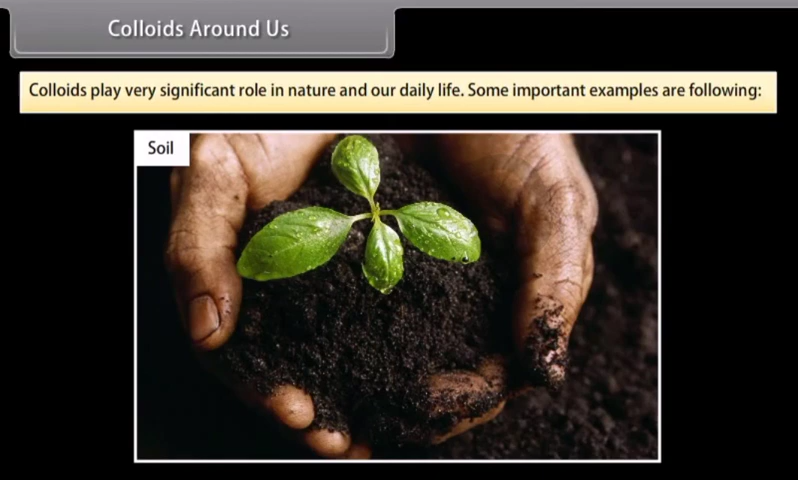 Colloids Around Us
Colloids play very significant role in nature and our daily life. Some important examples are following:
Soil